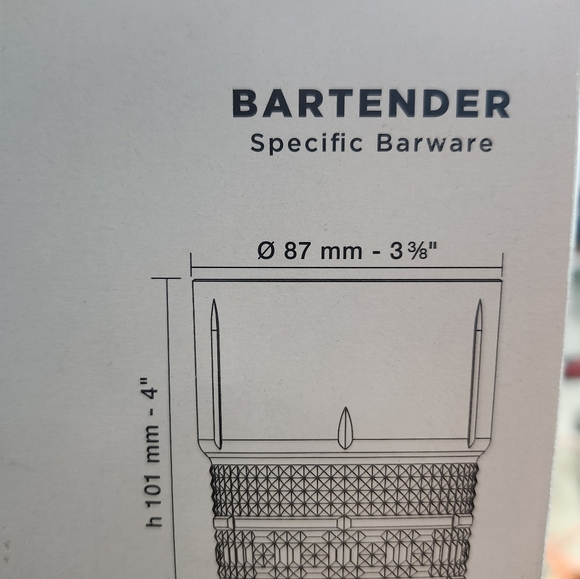 BARTENDER
Specific Barware
Ø 87 mm - 3⅜"
h 101 mm - 4"